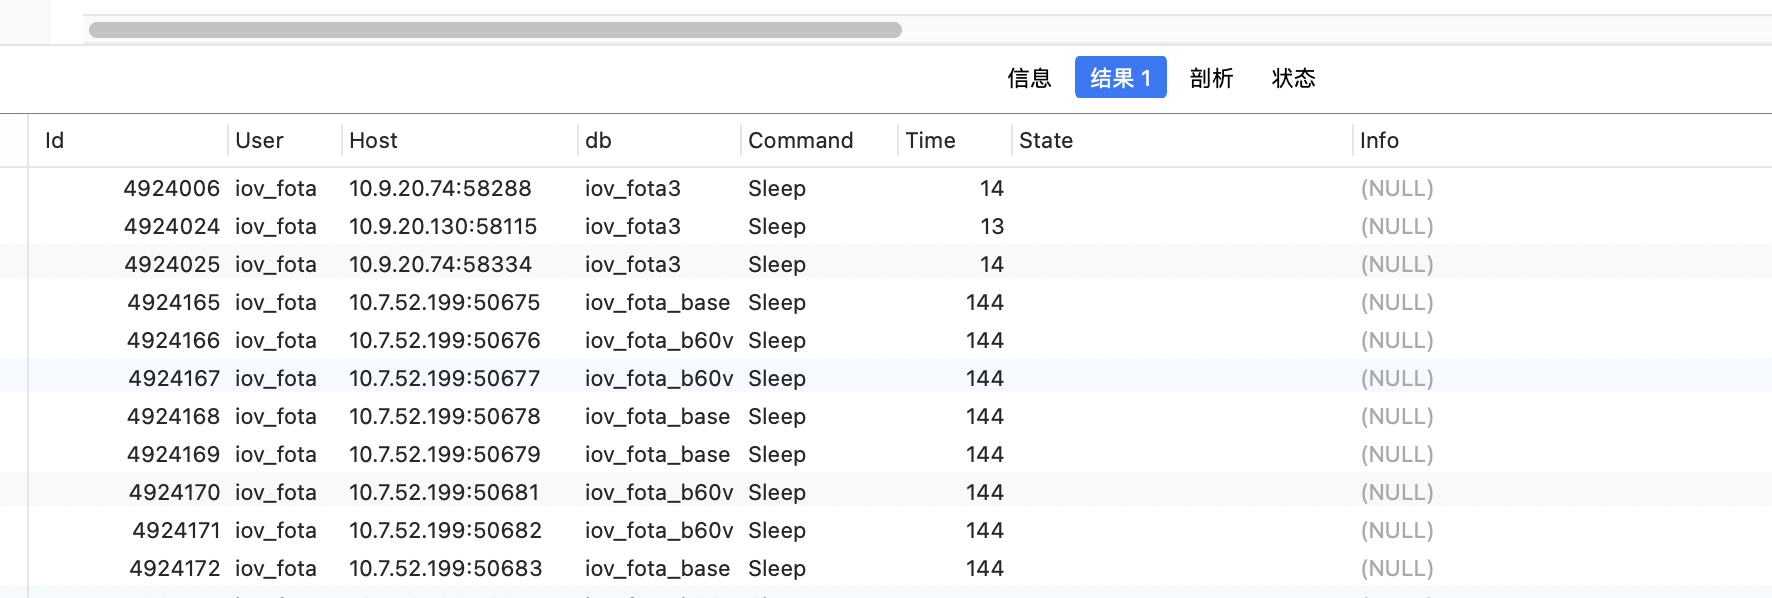 信息 结果 1 剖析 状态
Id User Host db Command Time State Info
4924006 iov_fota 10.9.20.74:58288 iov_fota3 Sleep 14 (NULL)
4924024 iov_fota 10.9.20.130:58115 iov_fota3 Sleep 13 (NULL)
4924025 iov_fota 10.9.20.74:58334 iov_fota3 Sleep 14 (NULL)
4924165 iov_fota 10.7.52.199:50675 iov_fota_base Sleep 144 (NULL)
4924166 iov_fota 10.7.52.199:50676 iov_fota_b60v Sleep 144 (NULL)
4924167 iov_fota 10.7.52.199:50677 iov_fota_b60v Sleep 144 (NULL)
4924168 iov_fota 10.7.52.199:50678 iov_fota_base Sleep 144 (NULL)
4924169 iov_fota 10.7.52.199:50679 iov_fota_base Sleep 144 (NULL)
4924170 iov_fota 10.7.52.199:50681 iov_fota_b60v Sleep 144 (NULL)
4924171 iov_fota 10.7.52.199:50682 iov_fota_b60v Sleep 144 (NULL)
4924172 iov_fota 10.7.52.199:50683 iov_fota_base Sleep 144 (NULL)